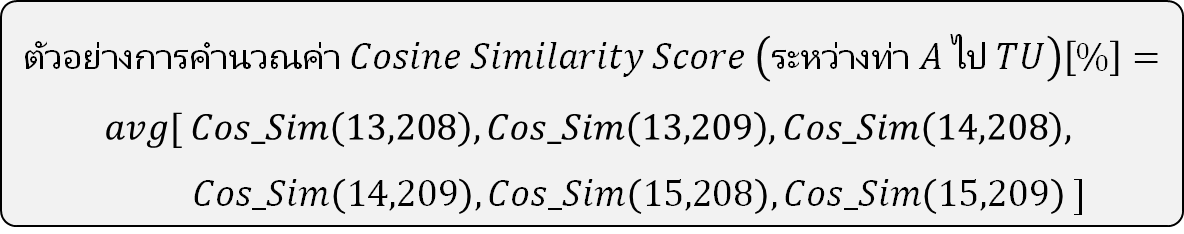 ตัวอย่างการคำนวณค่า Cosine Similarity Score (ระหว่างท่า A ไป TU)[%] =
avg[ Cos_Sim(13,208), Cos_Sim(13,209), Cos_Sim(14,208),
Cos_Sim(14,209), Cos_Sim(15,208), Cos_Sim(15,209) ]